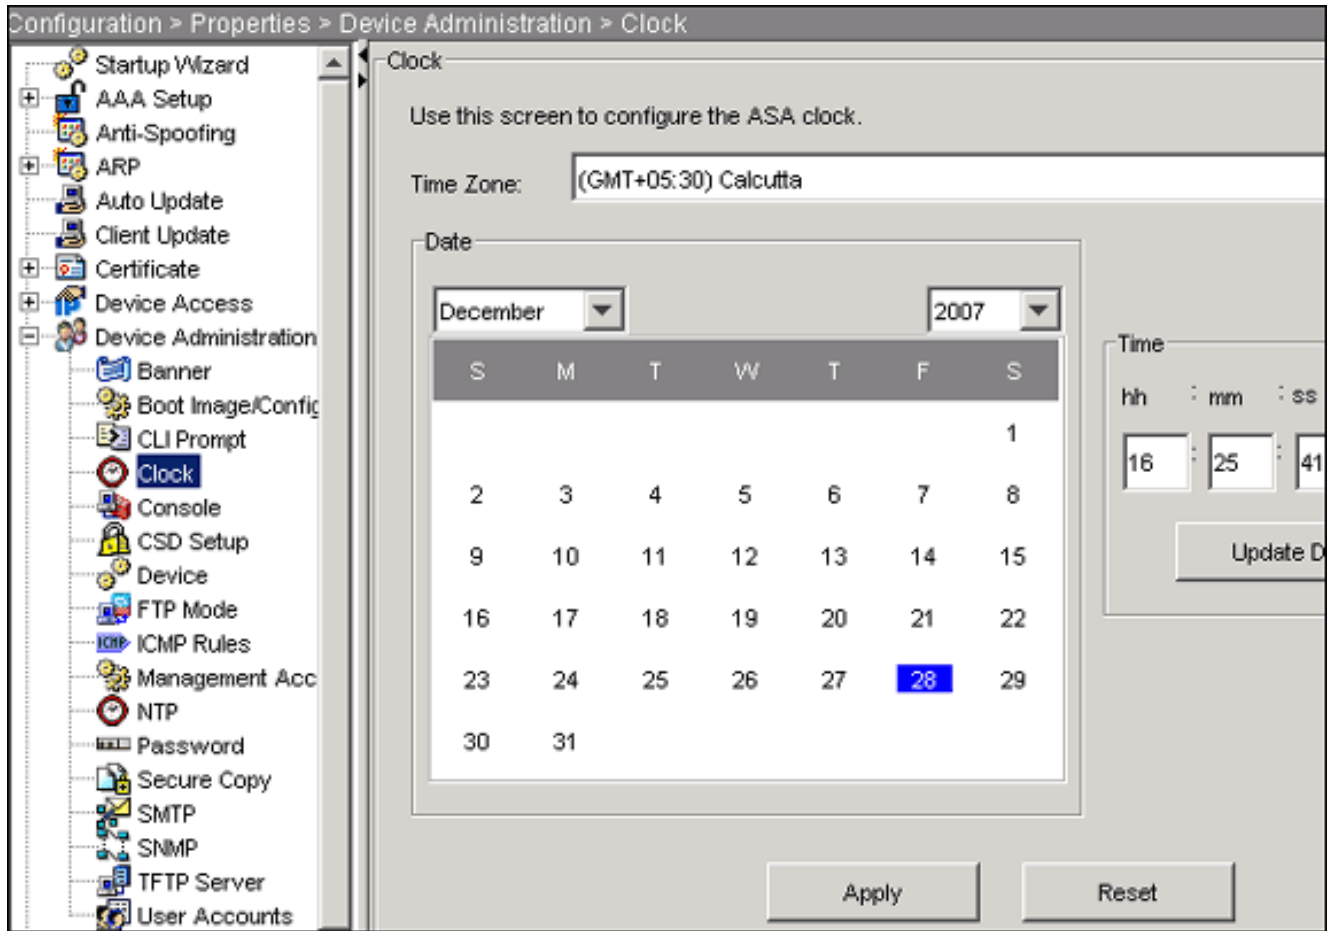 Configuration > Properties > Device Administration > Clock
Startup Wizard
AAA Setup
Anti-Spoofing
ARP
Auto Update
Client Update
Certificate
Device Access
Device Administration
Banner
Boot Image/Config
CLI Prompt
Clock
Console
CSD Setup
Device
FTP Mode
ICMP ICMP Rules
Management Acc
NTP
Password
Secure Copy
SMTP
SNMP
TFTP Server
User Accounts
Clock
Use this screen to configure the ASA clock.
Time Zone: (GMT+05:30) Calcutta
Date
December 2007
S M T W T F S
1
2 3 4 5 6 7 8
9 10 11 12 13 14 15
16 17 18 19 20 21 22
23 24 25 26 27 28 29
30 31
Time
hh : mm : ss
16 : 25 : 41
Update D
Apply Reset